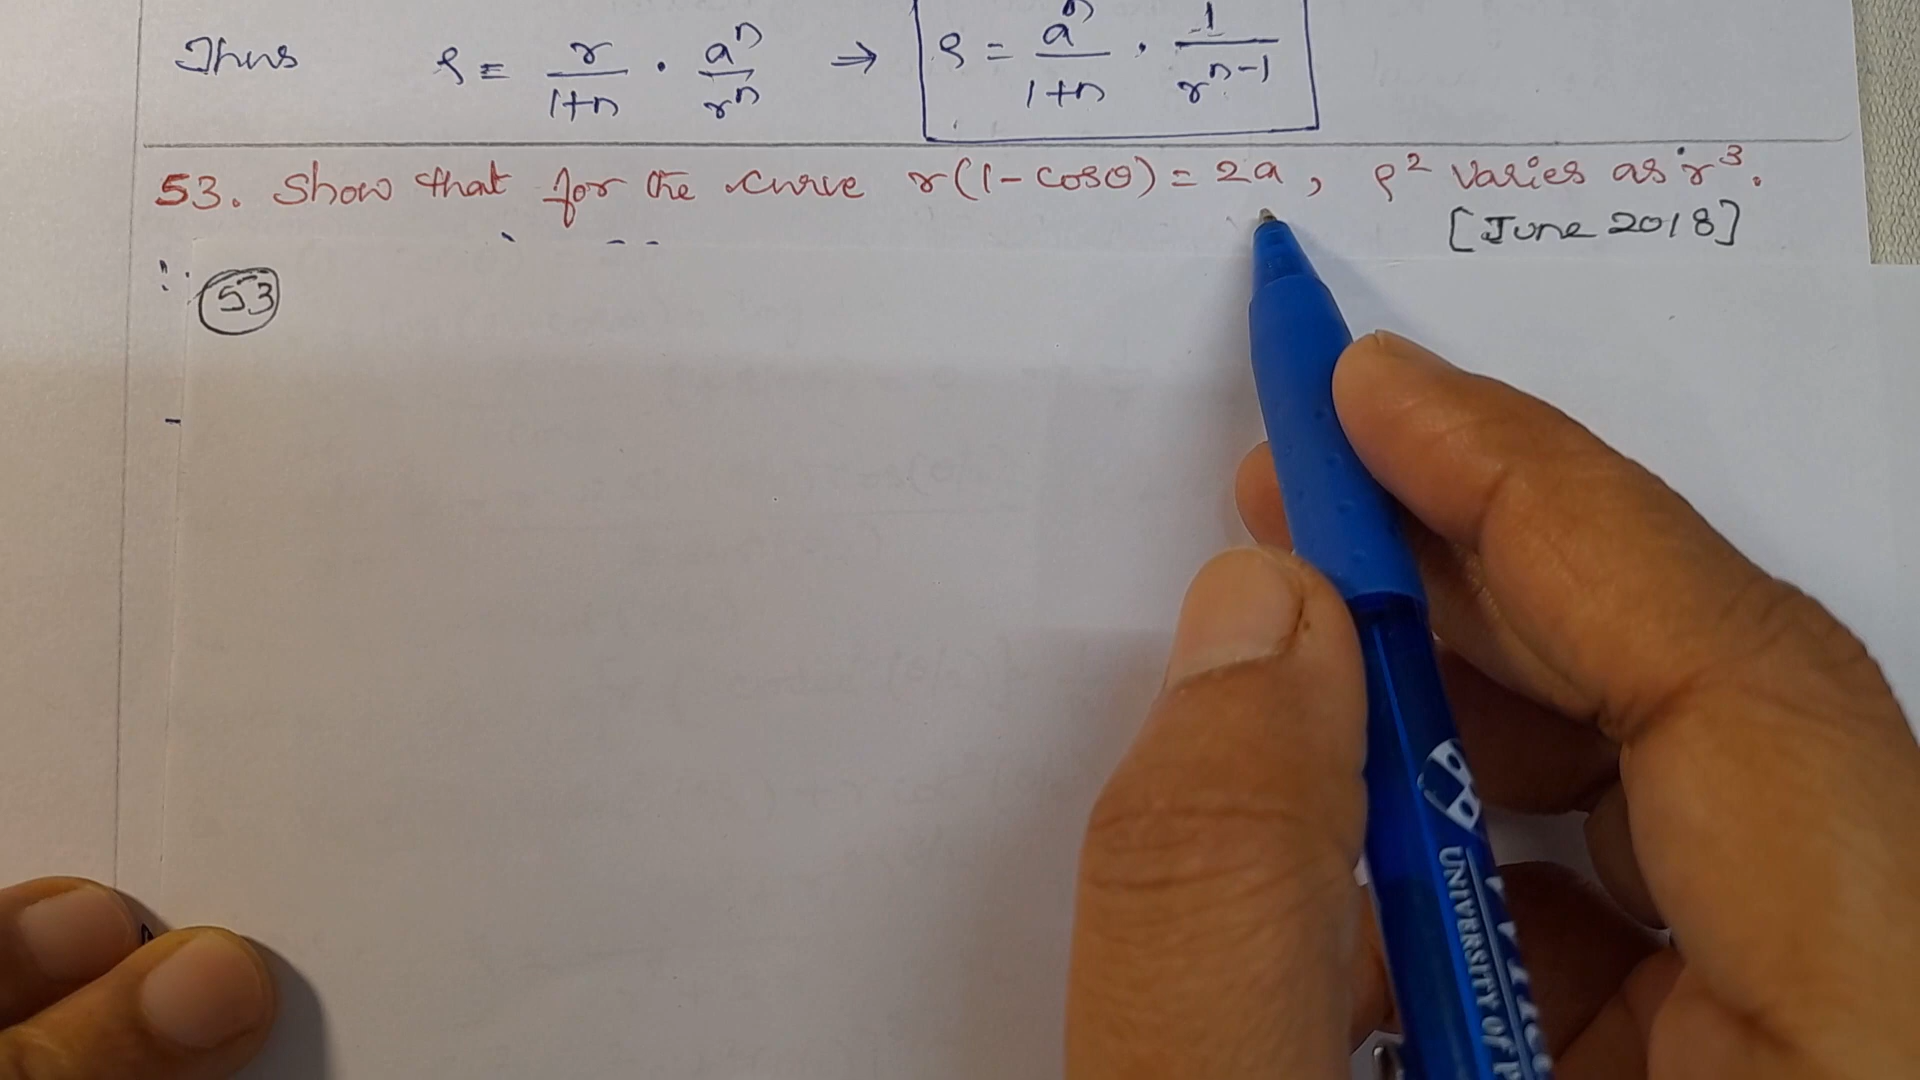 Thus ρ = r/(1+n) · aⁿ/rⁿ ⇒ ρ = aⁿ/(1+n) · 1/rⁿ⁻¹
53. Show that for the curve r(1-cosθ) = 2a, ρ² varies as r³.
[June 2018]
53
UNIVERSITY OF